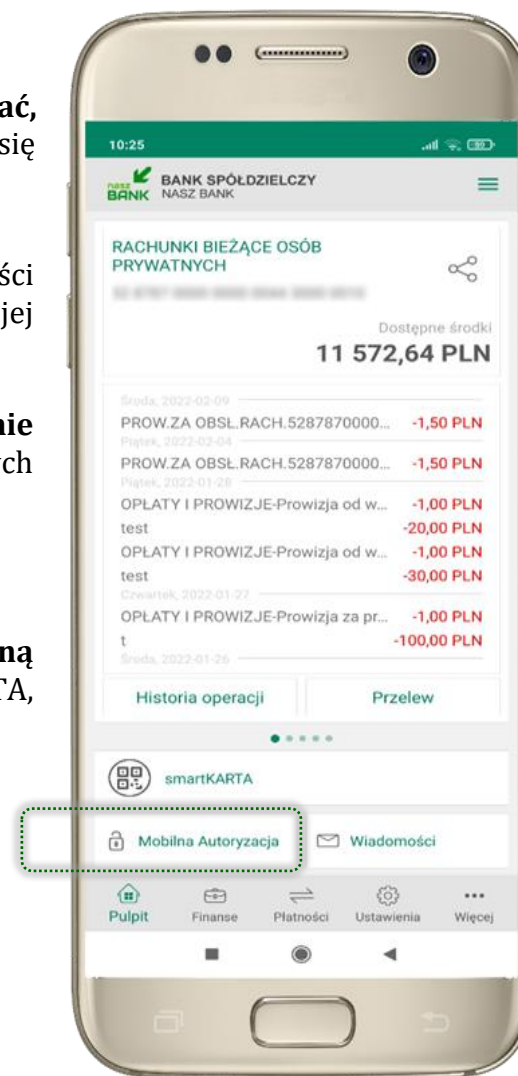 ać,
się
ści
jej
nie
ych
ną
TA,
10:25
nasz BANK
BANK SPÓŁDZIELCZY
NASZ BANK
RACHUNKI BIEŻĄCE OSÓB
PRYWATNYCH
Dostępne środki
11 572,64 PLN
Środa, 2022-02-09
PROW.ZA OBSŁ.RACH.5287870000... -1,50 PLN
Piątek, 2022-02-04
PROW.ZA OBSŁ.RACH.5287870000... -1,50 PLN
Piątek, 2022-01-28
OPŁATY I PROWIZJE-Prowizja od w... -1,00 PLN
test -20,00 PLN
OPŁATY I PROWIZJE-Prowizja od w... -1,00 PLN
test -30,00 PLN
Czwartek, 2022-01-27
OPŁATY I PROWIZJE-Prowizja za pr... -1,00 PLN
t -100,00 PLN
Środa, 2022-01-26
Historia operacji Przelew
smartKARTA
Mobilna Autoryzacja Wiadomości
Pulpit Finanse Płatności Ustawienia Więcej